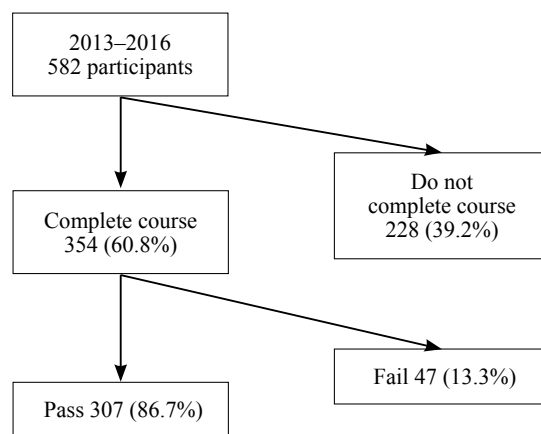 2013–2016
582 participants
Do not
complete course
228 (39.2%)
Complete course
354 (60.8%)
Fail 47 (13.3%)
Pass 307 (86.7%)